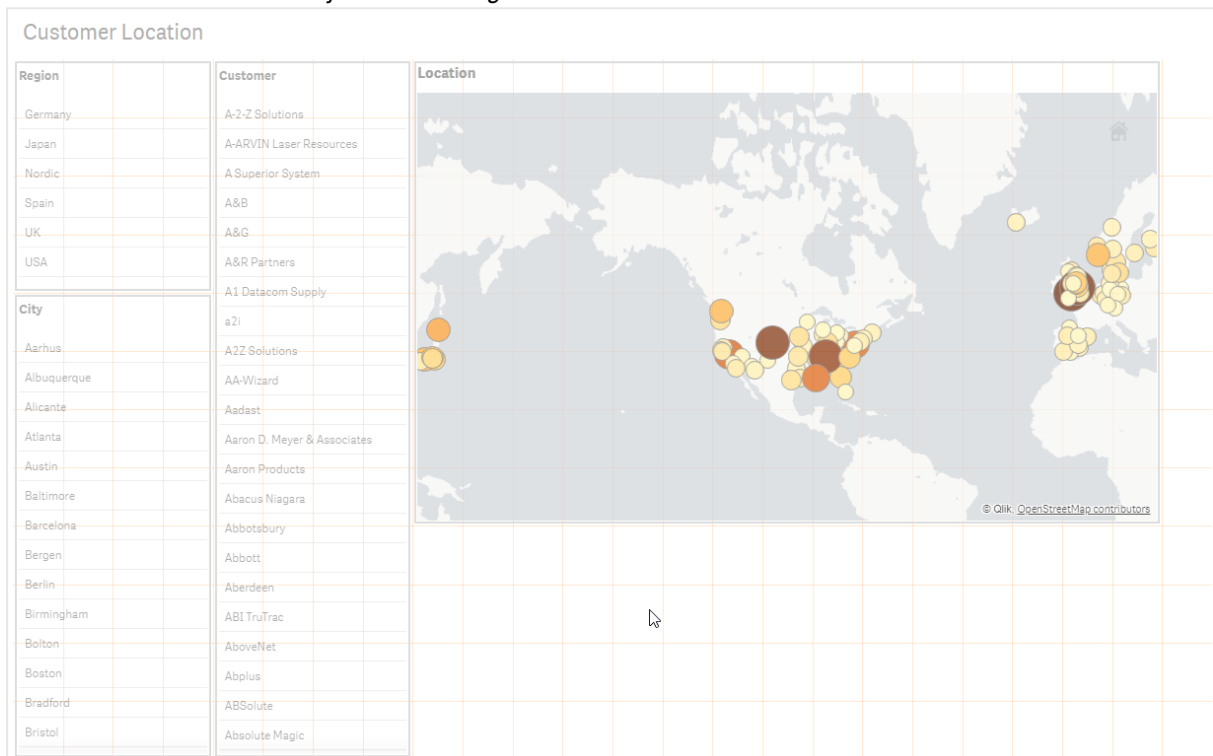 Customer Location
Region
Germany
Japan
Nordic
Spain
UK
USA
City
Aarhus
Albuquerque
Alicante
Atlanta
Austin
Baltimore
Barcelona
Bergen
Berlin
Birmingham
Bolton
Boston
Bradford
Bristol
Customer
A-2-Z Solutions
A-ARVIN Laser Resources
A Superior System
A&B
A&G
A&R Partners
A1 Datacom Supply
a2i
A2Z Solutions
AA-Wizard
Aadast
Aaron D. Meyer & Associates
Aaron Products
Abacus Niagara
Abbotsbury
Abbott
Aberdeen
ABI TruTrac
AboveNet
Abplus
ABSolute
Absolute Magic
Location
© Qlik, OpenStreetMap contributors